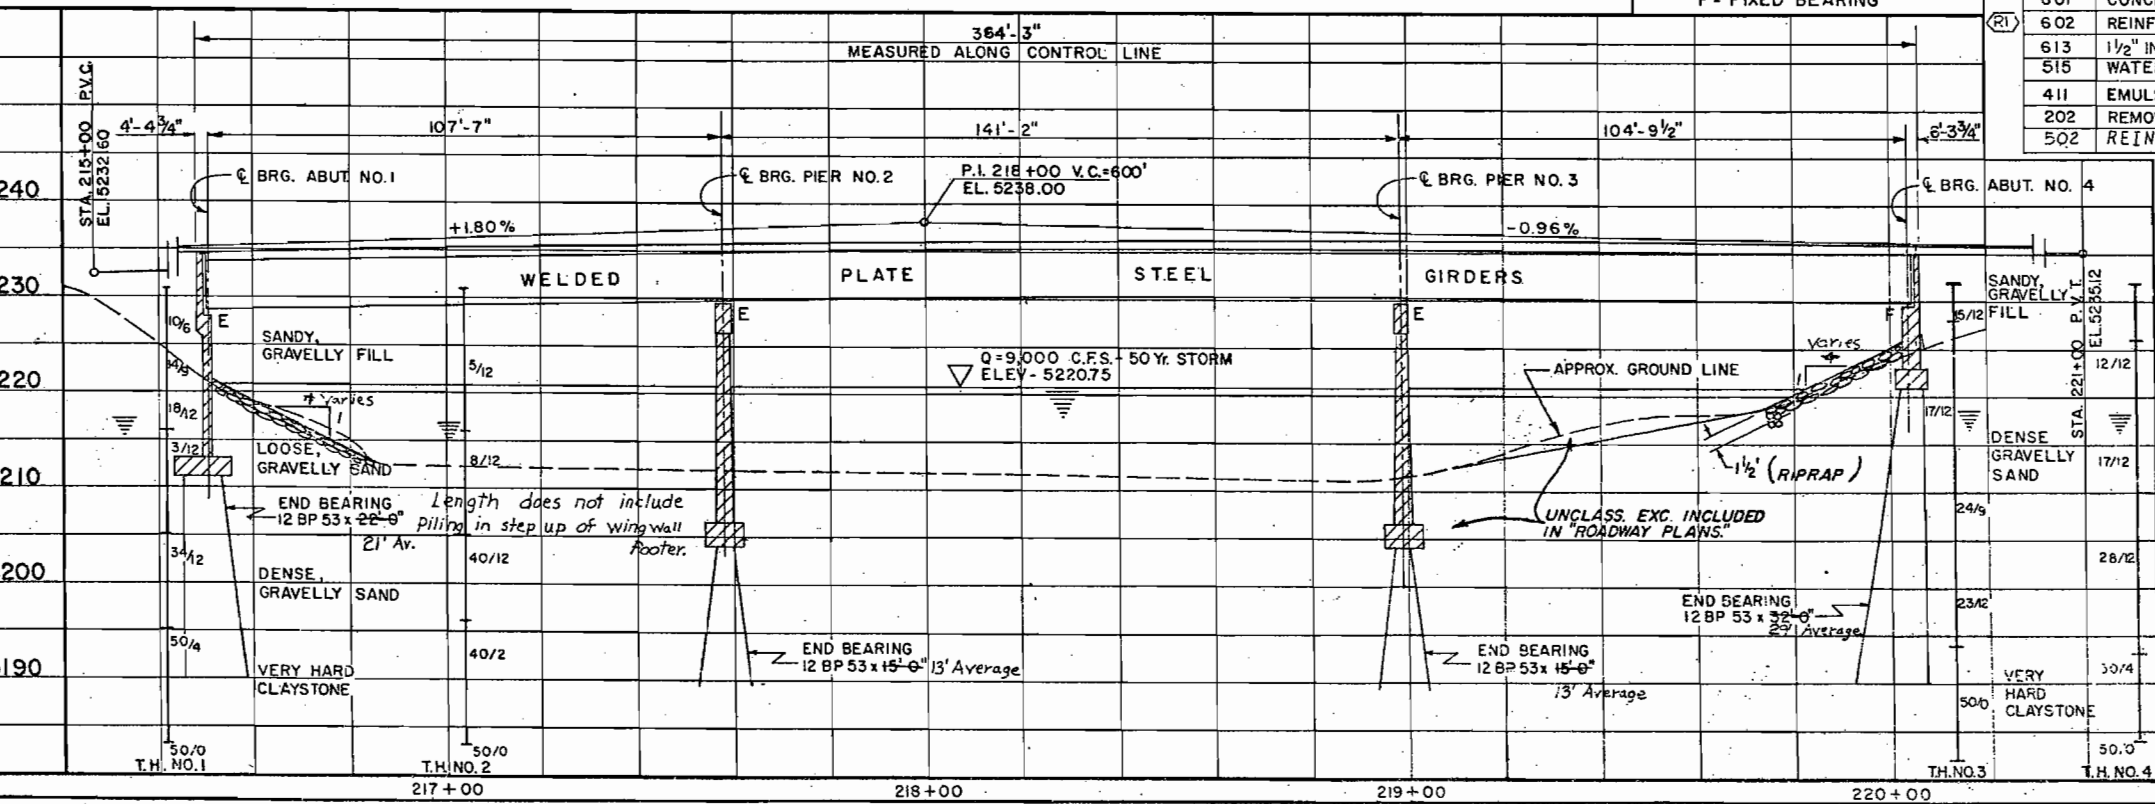 F - FIXED BEARING
R1
602 REINF
613 1 1/2" IN
515 WATE
411 EMUL
202 REMO
502 REIN
364'-3"
MEASURED ALONG CONTROL LINE
4'-4 3/4"
107'-7"
141'-2"
104'-9 1/2"
6'-3 3/4"
STA. 215+00 P.V.C.
EL. 5232.60
℄ BRG. ABUT. NO. 1
℄ BRG. PIER NO. 2
P.I. 218+00 V.C.=600'
EL. 5238.00
℄ BRG. PIER NO. 3
℄ BRG. ABUT. NO. 4
+1.80%
-0.96%
240
230
220
210
200
190
WELDED PLATE STEEL GIRDERS
E
E
E
F
SANDY, GRAVELLY FILL
10/6
18/12
3/12
34/12
50/4
50/0
T.H. NO. 1
5/12
8/12
40/12
40/2
50/0
T.H. NO. 2
Varies
1
LOOSE, GRAVELLY SAND
END BEARING
12 BP 53 x 22'-0"
21' Av.
Length does not include
Piling in step up of wingwall
Footer.
DENSE, GRAVELLY SAND
VERY HARD CLAYSTONE
Q = 9,000 C.F.S. - 50 Yr. STORM
ELEV - 5220.75
END BEARING
12 BP 53 x 15'-0" 13' Average
APPROX. GROUND LINE
Varies
1
1 1/2' (RIPRAP)
UNCLASS. EXC. INCLUDED
IN "ROADWAY PLANS."
END BEARING
12 BP 53 x 15'-0"
13' Average
END BEARING
12 BP 53 x 32'-0"
29' Average
SANDY, GRAVELLY FILL
15/12
17/12
24/9
23/12
50/0
T.H. NO. 3
DENSE GRAVELLY SAND
VERY HARD CLAYSTONE
STA. 221+00 P.V.T.
EL. 5235.12
12/12
17/12
28/12
T.H. NO. 4
217+00
218+00
219+00
220+00